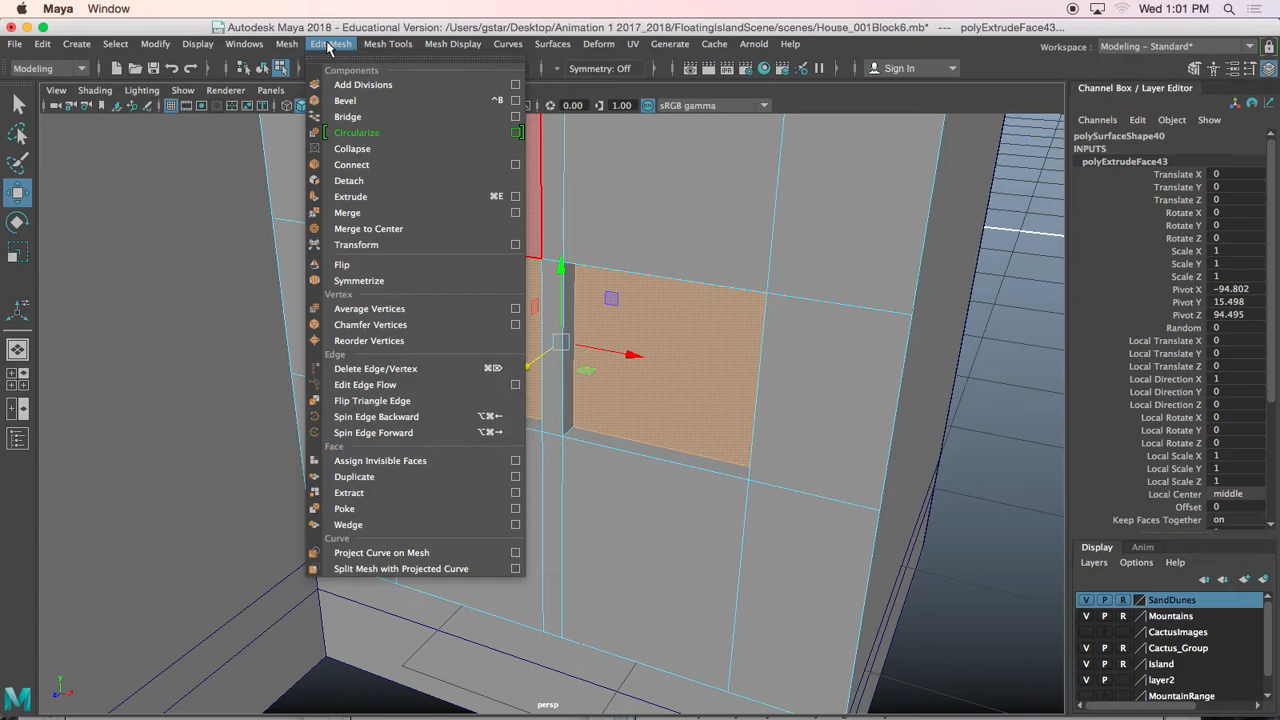 Maya Window
Wed 1:01 PM
Autodesk Maya 2018 - Educational Version: /Users/gstar/Desktop/Animation 1 2017_2018/FloatingIslandScene/scenes/House_001Block6.mb* -- polyExtrudeFace43...
File Edit Create Select Modify Display Windows Mesh Edit Mesh Mesh Tools Mesh Display Curves Surfaces Deform UV Generate Cache Arnold Help
Workspace : Modeling - Standard*
Modeling
Symmetry: Off
Sign In
View Shading Lighting Show Renderer Panels
0.00 1.00 ON sRGB gamma
Components
Add Divisions
Bevel ^B
Bridge
Circularize
Collapse
Connect
Detach
Extrude ⌘E
Merge
Merge to Center
Transform
Flip
Symmetrize
Vertex
Average Vertices
Chamfer Vertices
Reorder Vertices
Edge
Delete Edge/Vertex ⌘⌦
Edit Edge Flow
Flip Triangle Edge
Spin Edge Backward ⌥⌘←
Spin Edge Forward ⌥⌘→
Face
Assign Invisible Faces
Duplicate
Extract
Poke
Wedge
Curve
Project Curve on Mesh
Split Mesh with Projected Curve
persp
y
z x
Channel Box / Layer Editor
Channels Edit Object Show
polySurfaceShape40
INPUTS
polyExtrudeFace43
Translate X 0
Translate Y 0
Translate Z 0
Rotate X 0
Rotate Y 0
Rotate Z 0
Scale X 1
Scale Y 1
Scale Z 1
Pivot X -94.802
Pivot Y 15.498
Pivot Z 94.495
Random 0
Local Translate X 0
Local Translate Y 0
Local Translate Z 0
Local Direction X 1
Local Direction Y 0
Local Direction Z 0
Local Rotate X 0
Local Rotate Y 0
Local Rotate Z 0
Local Scale X 1
Local Scale Y 1
Local Scale Z 1
Local Center middle
Offset 0
Keep Faces Together on
Display Anim
Layers Options Help
V P R SandDunes
V P R Mountains
CactusImages
V P R Cactus_Group
V P R Island
V P layer2
MountainRange